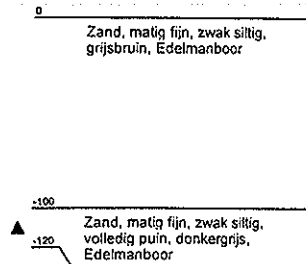 0
Zand, matig fijn, zwak siltig,
grijsbruin, Edelmanboor
-100
Zand, matig fijn, zwak siltig,
volledig puin, donkergrijs,
Edelmanboor
-120